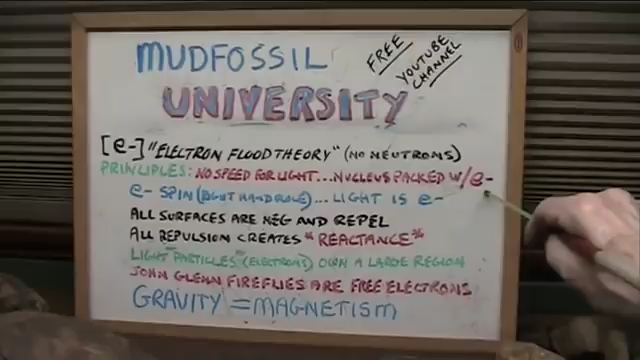 MUDFOSSIL
UNIVERSITY
FREE
YOUTUBE
CHANNEL
[e-] "ELECTRON FLOOD THEORY" (NO NEUTRONS)
PRINCIPLES: NO SPEED FOR LIGHT...NUCLEUS PACKED W/e-
e- SPIN (RIGHT HAND RULE)...LIGHT IS e-
ALL SURFACES ARE NEG AND REPEL
ALL REPULSION CREATES "REACTANCE"
LIGHT PARTICLES (ELECTRONS) OWN A LARGE REGION
JOHN GLENN FIREFLIES ARE FREE ELECTRONS
GRAVITY = MAGNETISM